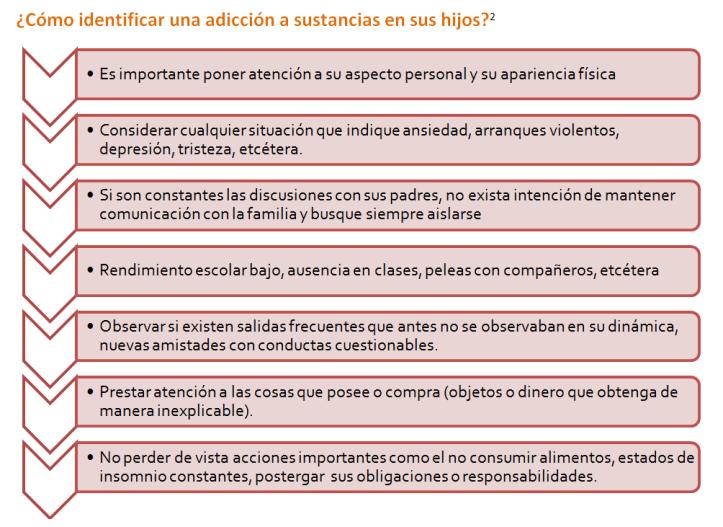 ¿Cómo identificar una adicción a sustancias en sus hijos?²
• Es importante poner atención a su aspecto personal y su apariencia física
• Considerar cualquier situación que indique ansiedad, arranques violentos,
depresión, tristeza, etcétera.
• Si son constantes las discusiones con sus padres, no exista intención de mantener
comunicación con la familia y busque siempre aislarse
• Rendimiento escolar bajo, ausencia en clases, peleas con compañeros, etcétera
• Observar si existen salidas frecuentes que antes no se observaban en su dinámica,
nuevas amistades con conductas cuestionables.
• Prestar atención a las cosas que posee o compra (objetos o dinero que obtenga de
manera inexplicable).
• No perder de vista acciones importantes como el no consumir alimentos, estados de
insomnio constantes, postergar sus obligaciones o responsabilidades.